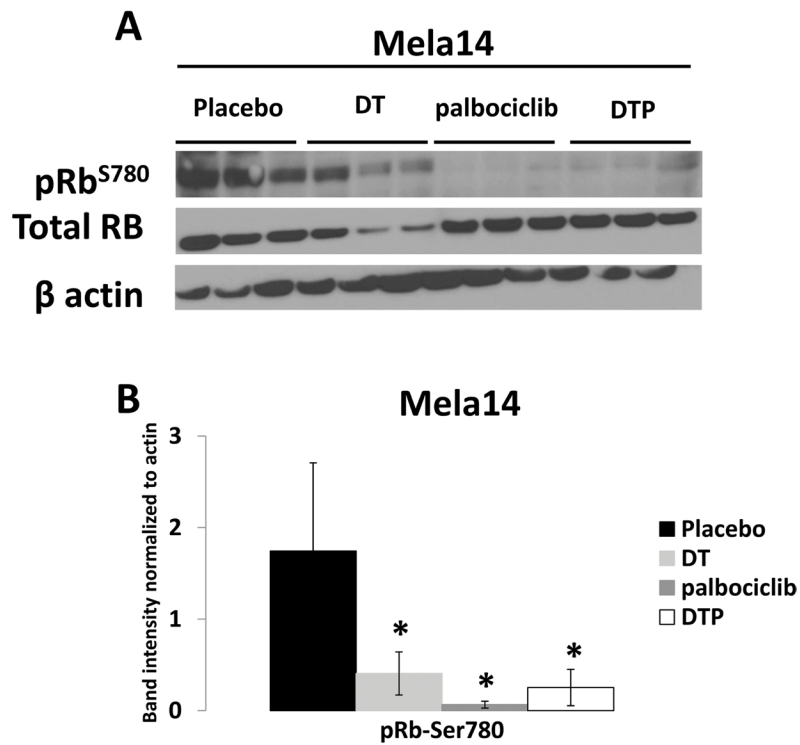 A
Mela14
Placebo DT palbociclib DTP
pRbS780
Total RB
β actin
B
Mela14
Band intensity normalized to actin
3
2
1
0
*
*
*
pRb-Ser780
Placebo
DT
palbociclib
DTP